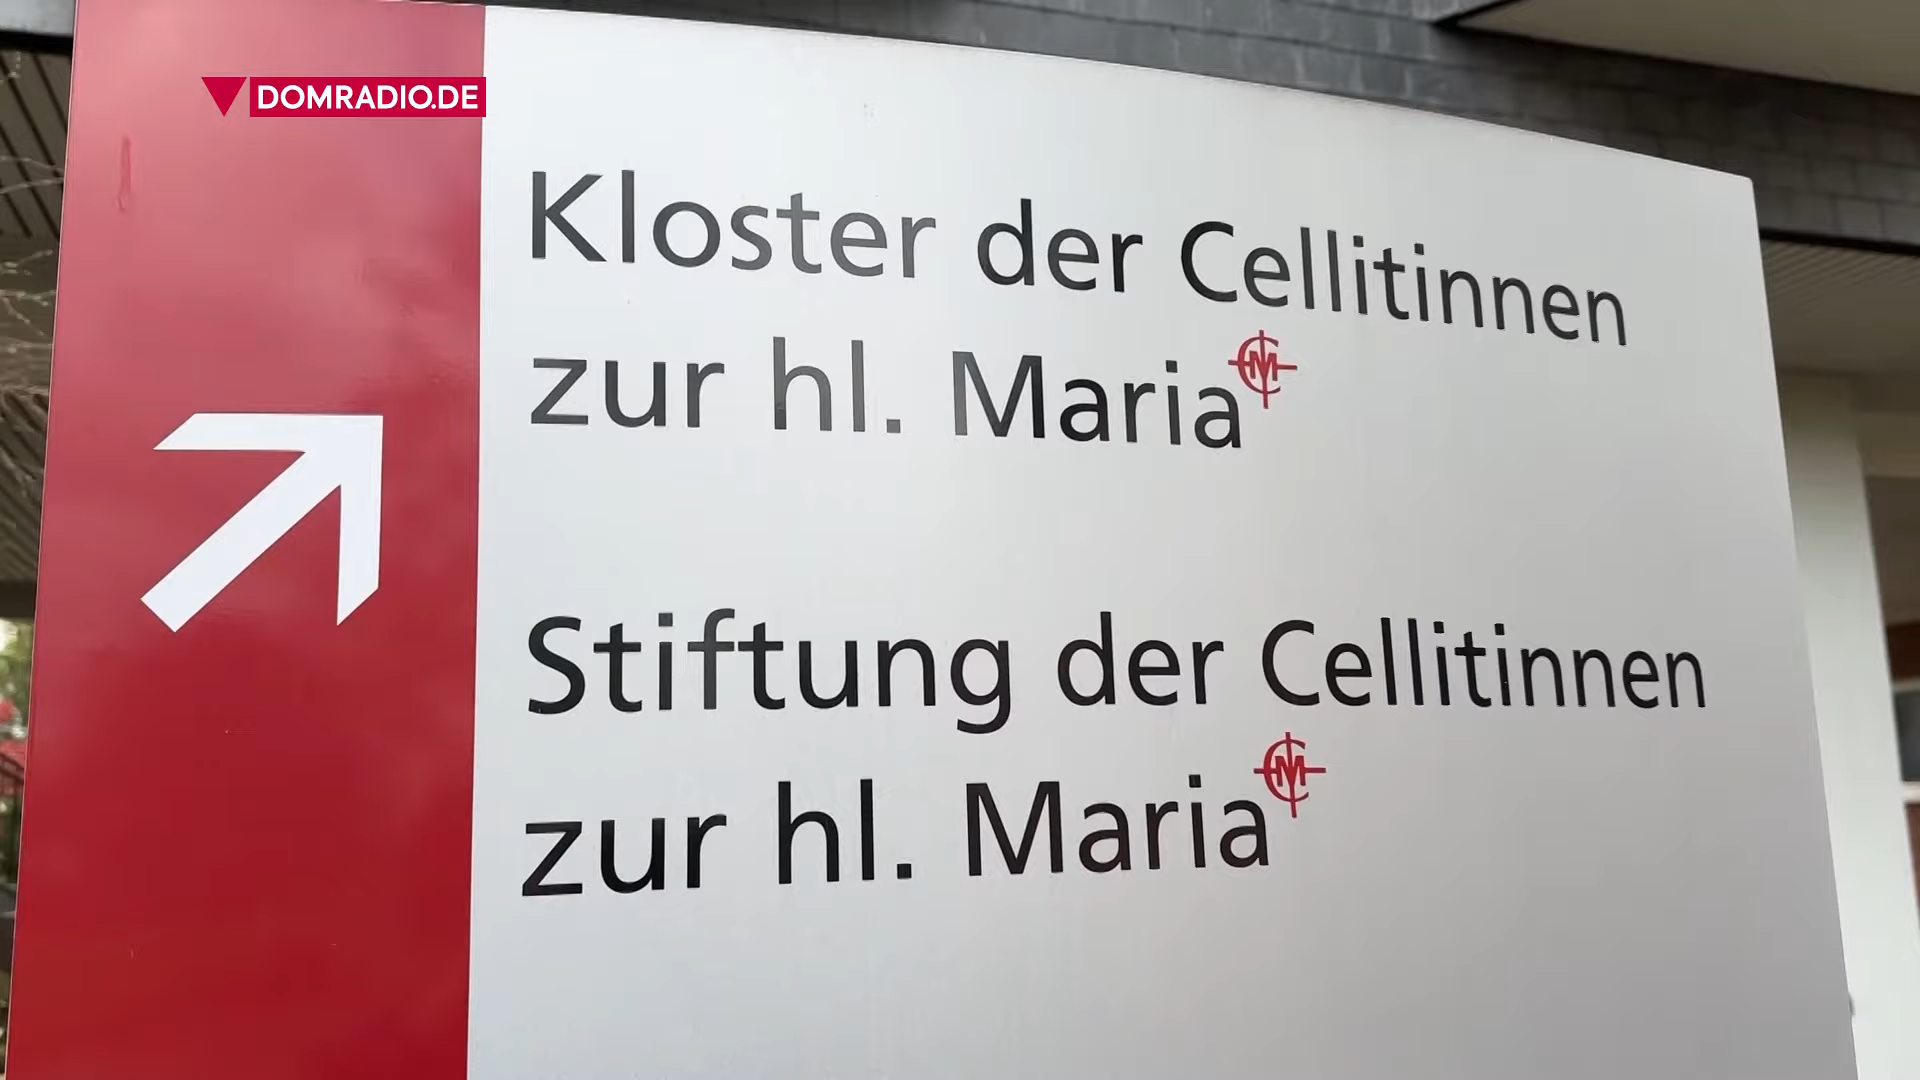 DOMRADIO.DE
Kloster der Cellitinnen
zur hl. Maria
Stiftung der Cellitinnen
zur hl. Maria